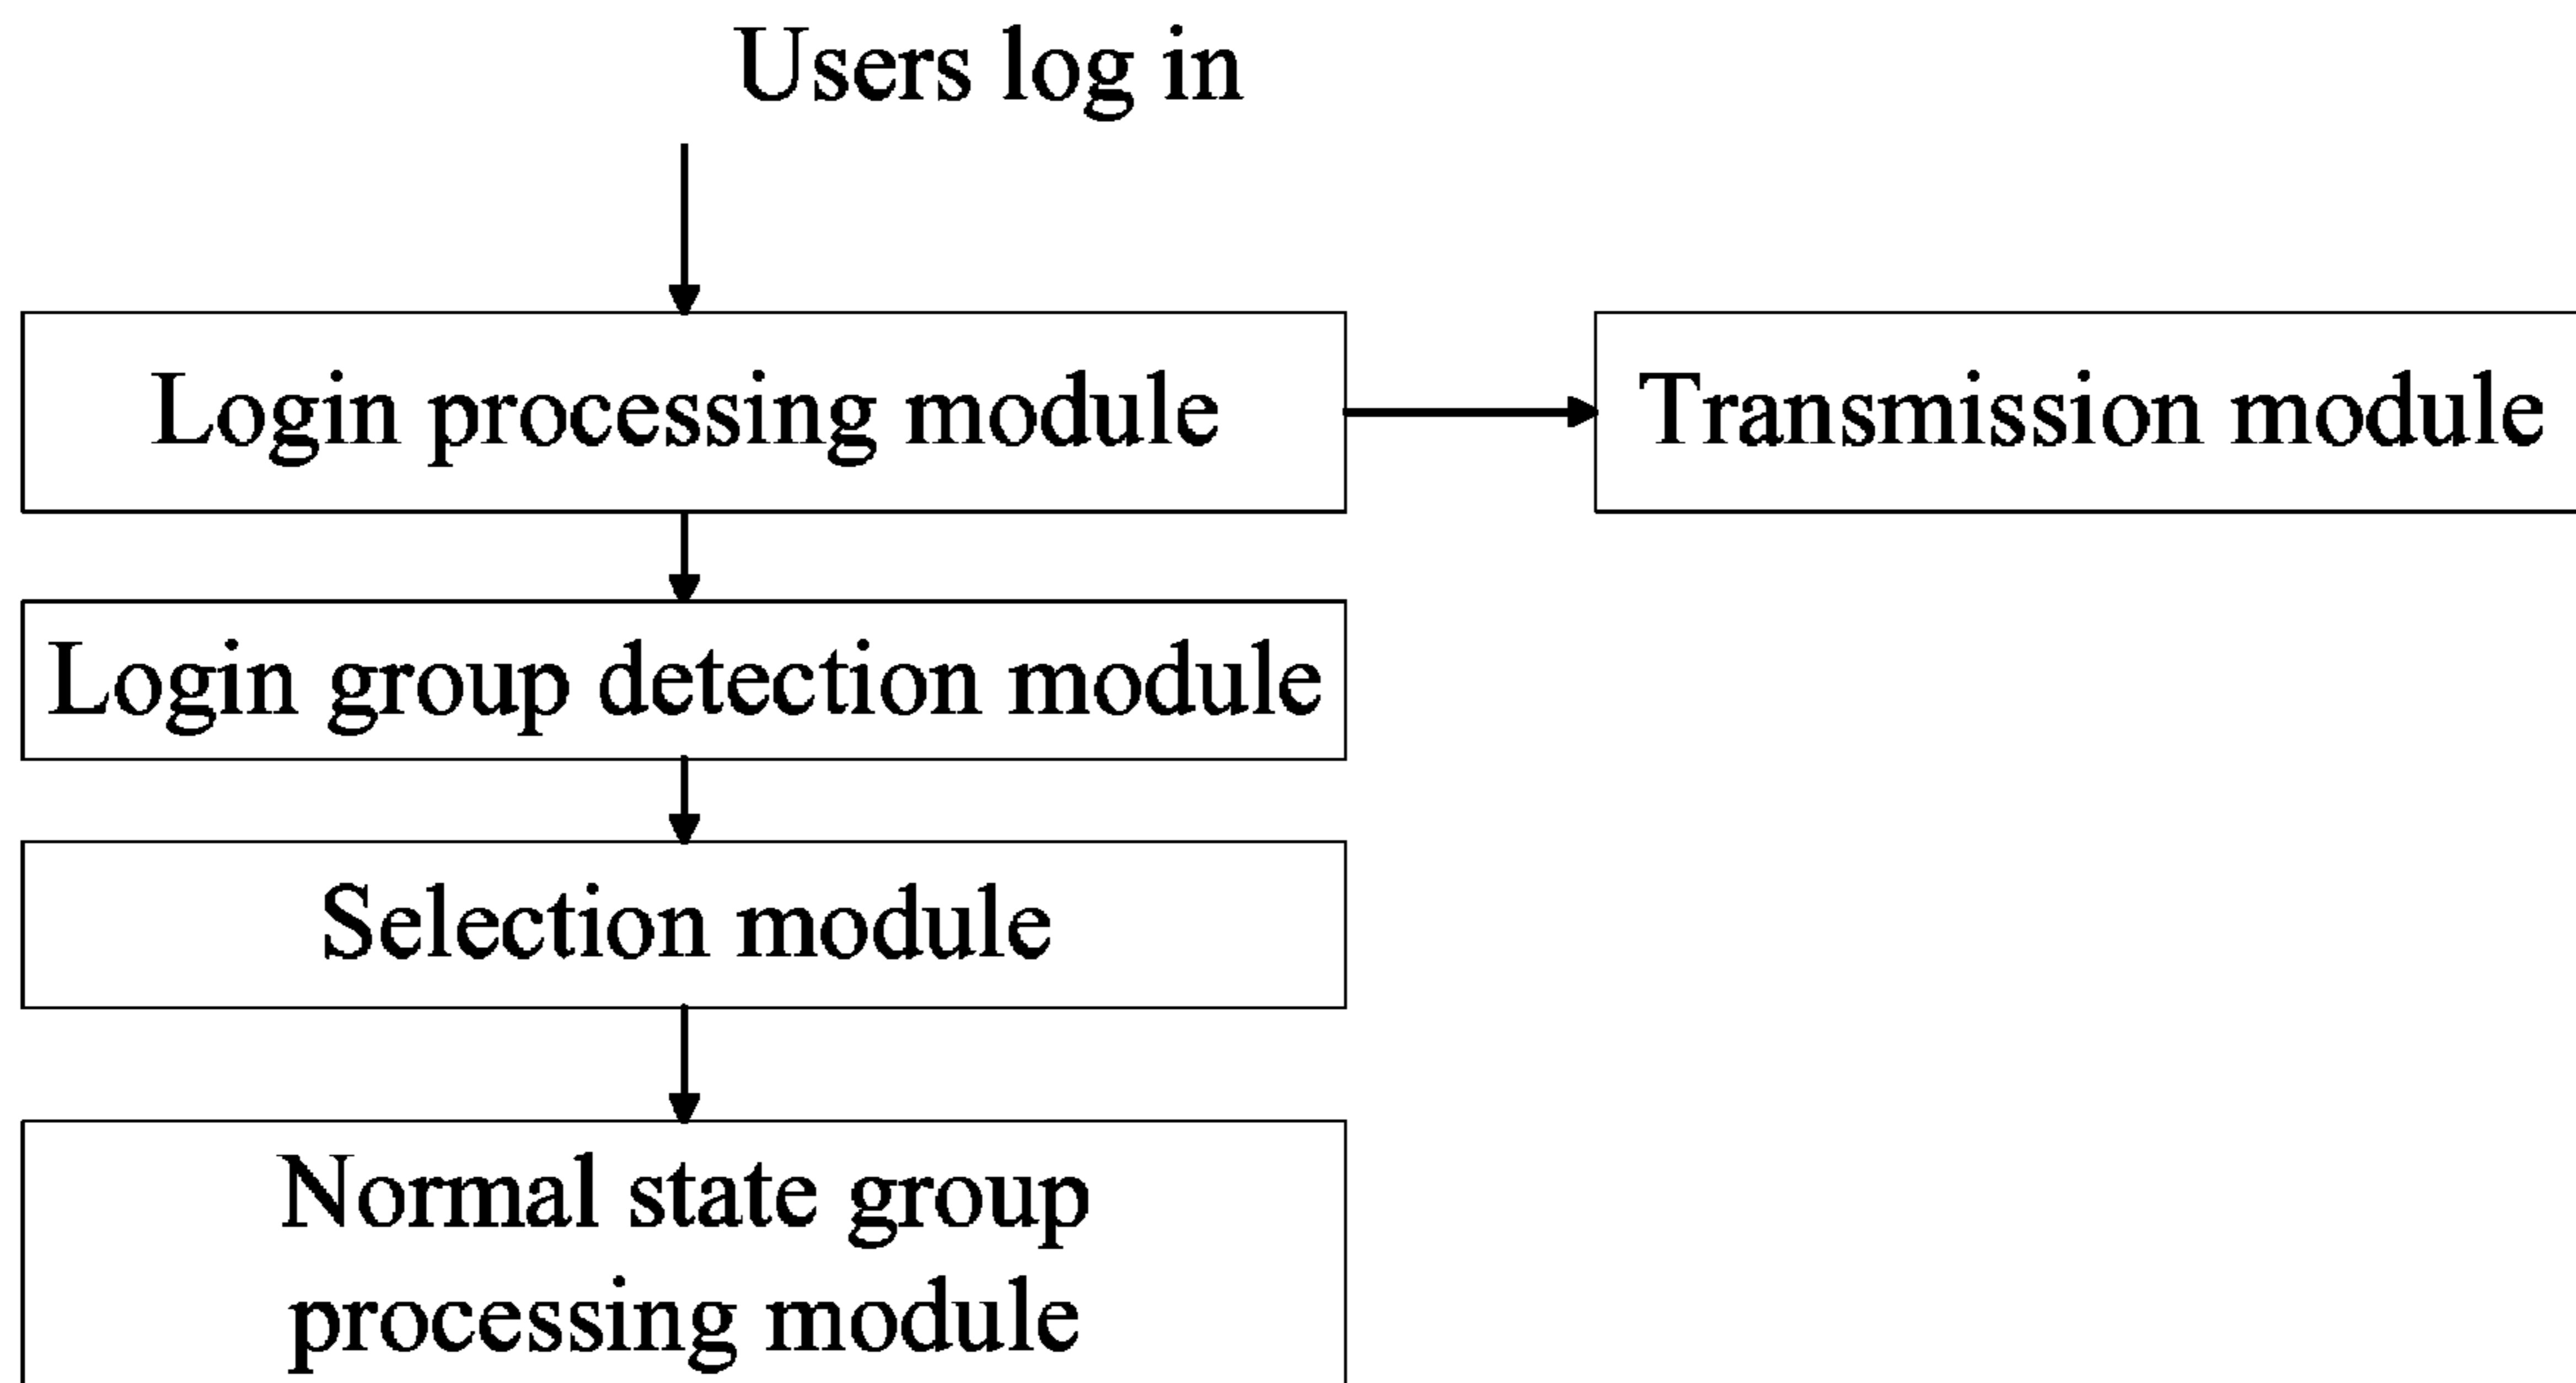 Users log in
Login processing module
Transmission module
Login group detection module
Selection module
Normal state group
processing module